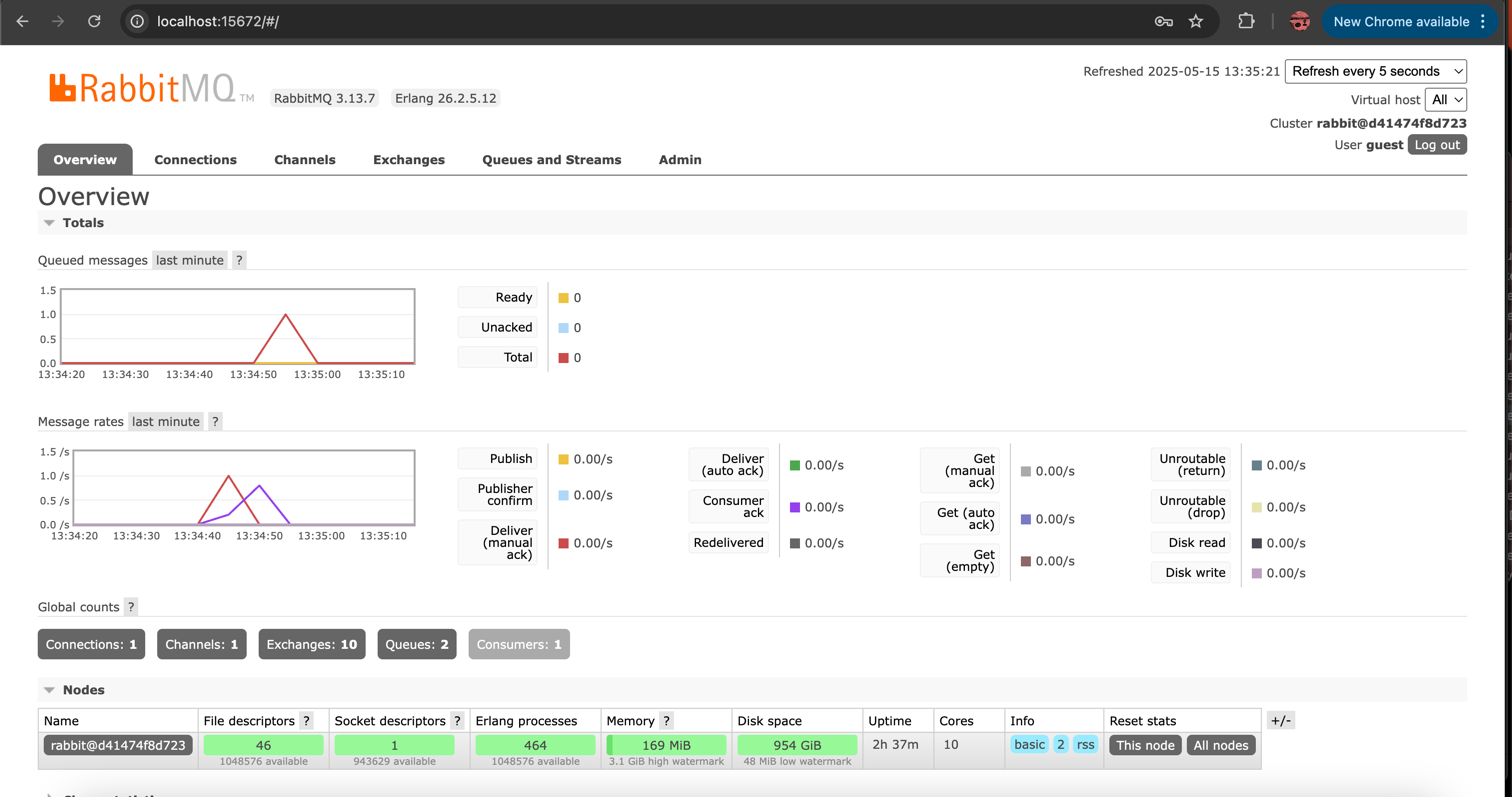 localhost:15672/#/
New Chrome available
RabbitMQ TM
RabbitMQ 3.13.7
Erlang 26.2.5.12
Refreshed 2025-05-15 13:35:21
Refresh every 5 seconds
Virtual host All
Cluster rabbit@d41474f8d723
User guest Log out
Overview Connections Channels Exchanges Queues and Streams Admin
Overview
Totals
Queued messages last minute ?
1.5
1.0
0.5
0.0
13:34:20 13:34:30 13:34:40 13:34:50 13:35:00 13:35:10
Ready 0
Unacked 0
Total 0
Message rates last minute ?
1.5 /s
1.0 /s
0.5 /s
0.0 /s
13:34:20 13:34:30 13:34:40 13:34:50 13:35:00 13:35:10
Publish 0.00/s
Publisher
confirm 0.00/s
Deliver
(manual
ack) 0.00/s
Deliver
(auto ack) 0.00/s
Consumer
ack 0.00/s
Redelivered 0.00/s
Get
(manual
ack) 0.00/s
Get (auto
ack) 0.00/s
Get
(empty) 0.00/s
Unroutable
(return) 0.00/s
Unroutable
(drop) 0.00/s
Disk read 0.00/s
Disk write 0.00/s
Global counts ?
Connections: 1 Channels: 1 Exchanges: 10 Queues: 2 Consumers: 1
Nodes
Name File descriptors ? Socket descriptors ? Erlang processes Memory ? Disk space Uptime Cores Info Reset stats +/-
rabbit@d41474f8d723 46 1 464 169 MiB 954 GiB 2h 37m 10 basic 2 rss This node All nodes
1048576 available 943629 available 1048576 available 3.1 GiB high watermark 48 MiB low watermark